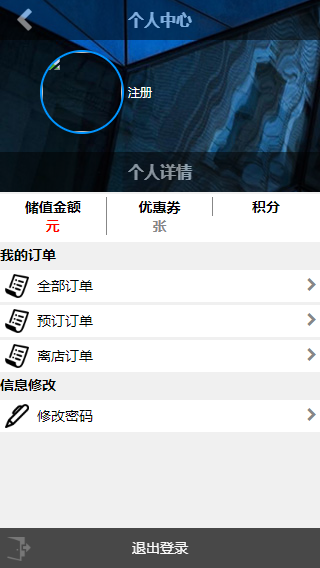 个人中心
注册
个人详情
储值金额 优惠券 积分
元 张
我的订单
全部订单
预订订单
离店订单
信息修改
修改密码
退出登录